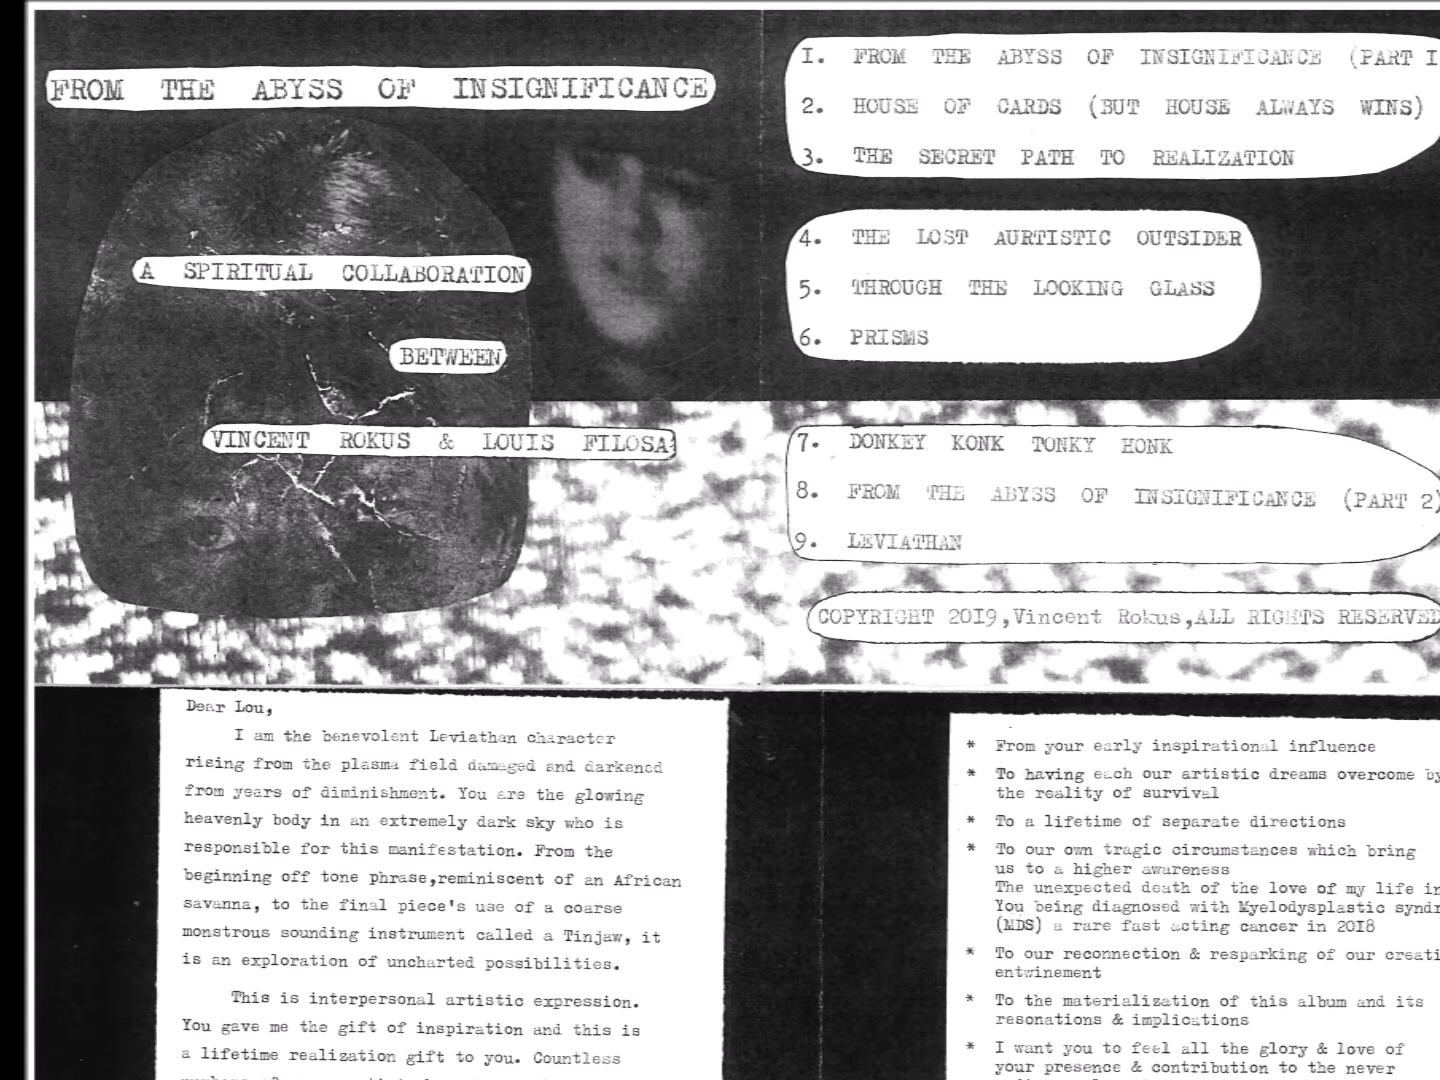 FROM THE ABYSS OF INSIGNIFICANCE
A SPIRITUAL COLLABORATION
BETWEEN
VINCENT ROKUS & LOUIS FILOSA
1. FROM THE ABYSS OF INSIGNIFICANCE (PART I
2. HOUSE OF CARDS (BUT HOUSE ALWAYS WINS)
3. THE SECRET PATH TO REALIZATION
4. THE LOST AURTISTIC OUTSIDER
5. THROUGH THE LOOKING GLASS
6. PRISMS
7. DONKEY KONK TONKY HONK
8. FROM THE ABYSS OF INSIGNIFICANCE (PART 2)
9. LEVIATHAN
COPYRIGHT 2019,Vincent Rokus,ALL RIGHTS RESERVED
Dear Lou,
I am the benevolent Leviathan character
rising from the plasma field damaged and darkened
from years of diminishment. You are the glowing
heavenly body in an extremely dark sky who is
responsible for this manifestation. From the
beginning off tone phrase,reminiscent of an African
savanna, to the final piece's use of a coarse
monstrous sounding instrument called a Tinjaw, it
is an exploration of uncharted possibilities.
This is interpersonal artistic expression.
You gave me the gift of inspiration and this is
a lifetime realization gift to you. Countless
* From your early inspirational influence
* To having each our artistic dreams overcome by
the reality of survival
* To a lifetime of separate directions
* To our own tragic circumstances which bring
us to a higher awareness
The unexpected death of the love of my life in
You being diagnosed with Myelodysplastic syndr
(MDS) a rare fast acting cancer in 2018
* To our reconnection & resparking of our creati
entwinement
* To the materialization of this album and its
resonations & implications
* I want you to feel all the glory & love of
your presence & contribution to the never